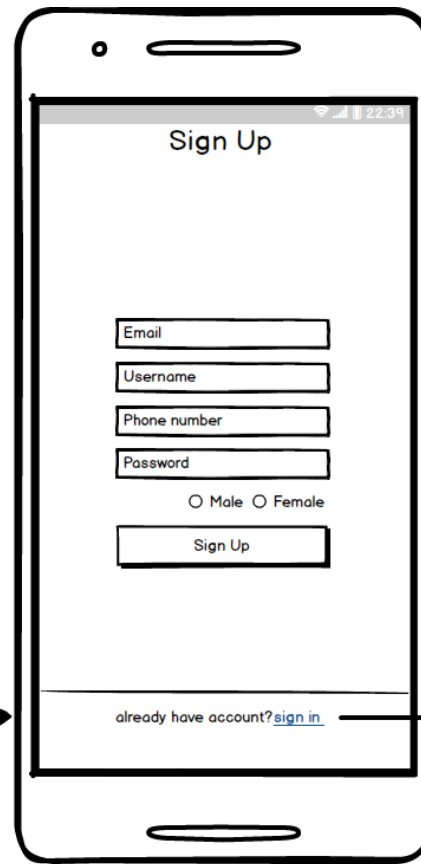 22:39
Sign Up
Email
Username
Phone number
Password
Male Female
Sign Up
already have account?sign in